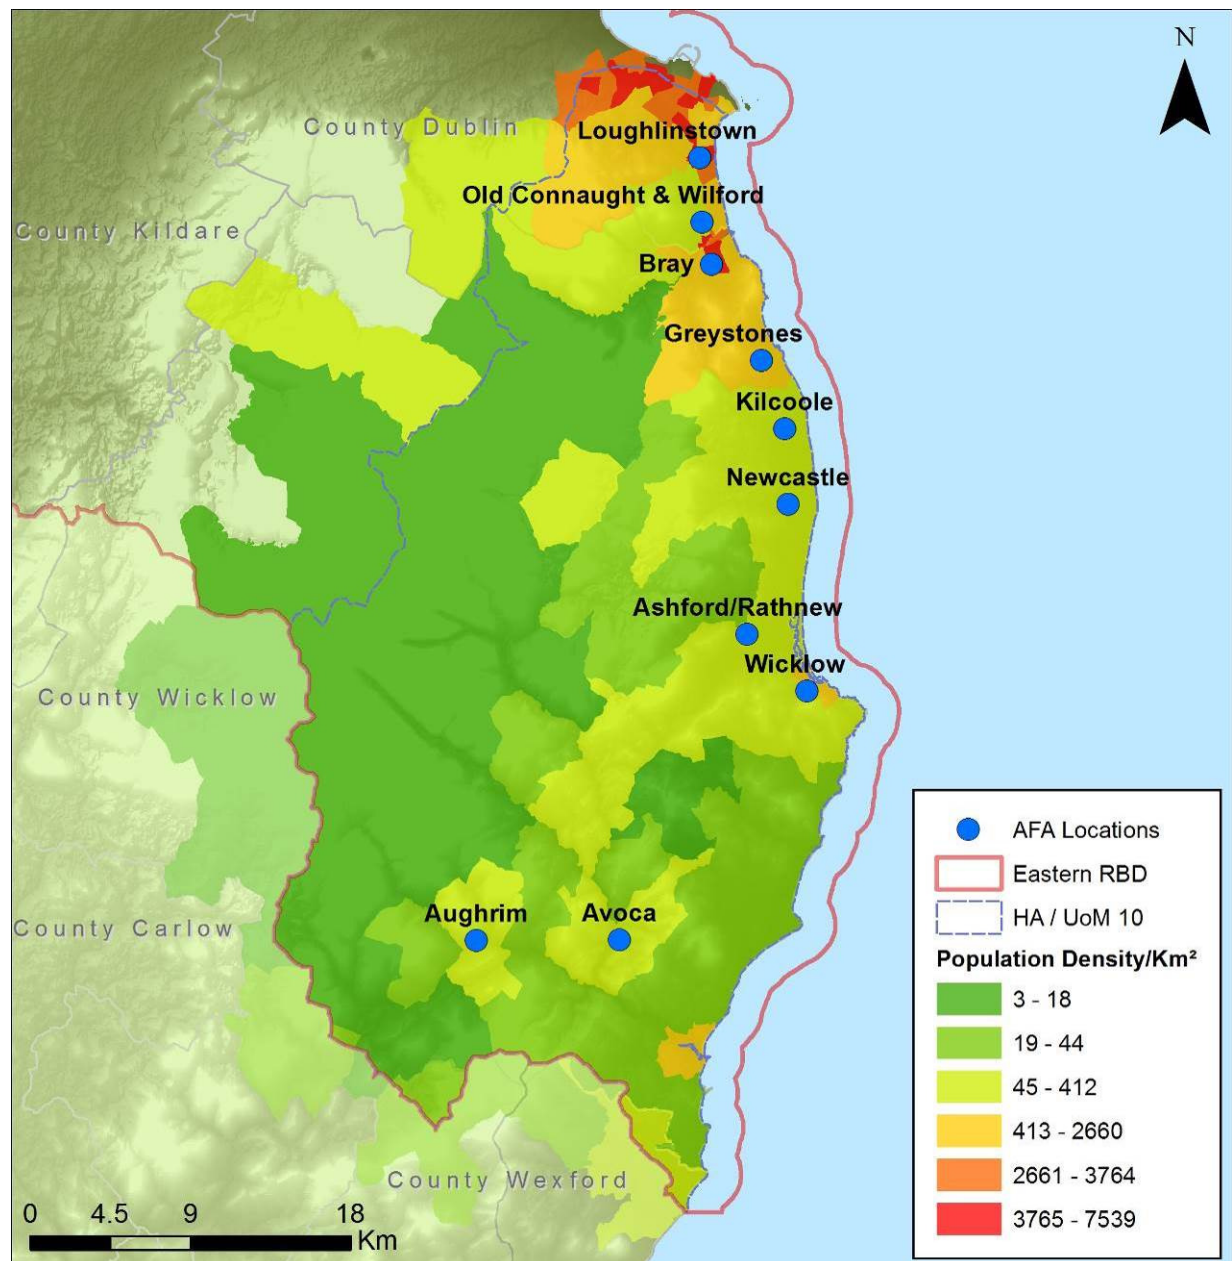 N
County Dublin
Loughlinstown
Old Connaught & Wilford
County Kildare
Bray
Greystones
Kilcoole
Newcastle
Ashford/Rathnew
Wicklow
County Wicklow
Aughrim
Avoca
County Carlow
County Wexford
0 4.5 9 18
Km
AFA Locations
Eastern RBD
HA / UoM 10
Population Density/Km²
3 - 18
19 - 44
45 - 412
413 - 2660
2661 - 3764
3765 - 7539